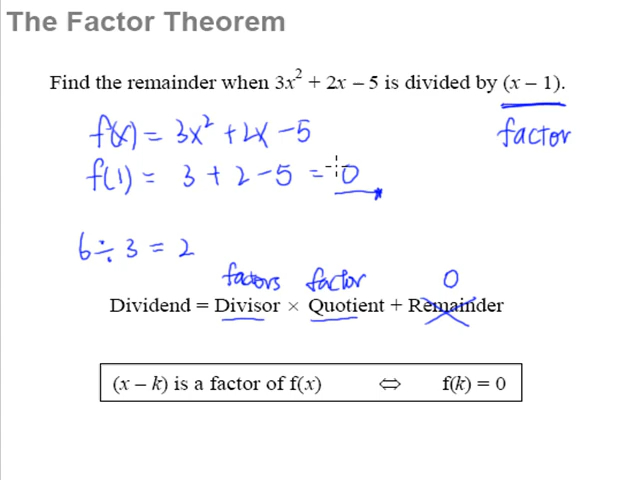 The Factor Theorem
Find the remainder when 3x² + 2x − 5 is divided by (x − 1).
f(x) = 3x² + 2x − 5
factor
f(1) = 3 + 2 − 5 = 0
6 ÷ 3 = 2
factors factor 0
Dividend = Divisor × Quotient + Remainder
(x − k) is a factor of f(x) ⇔ f(k) = 0